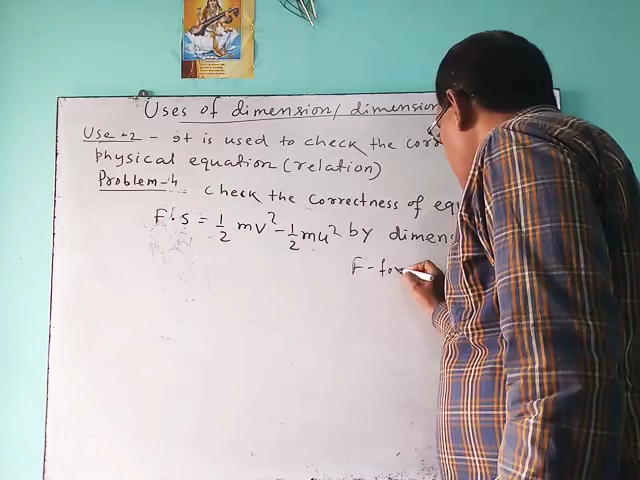 Uses of dimension/dimension
Use-2 - It is used to check the corr
physical equation (relation)
Problem-4 check the correctness of eq
F.s = 1/2 mv² - 1/2 mu² by dimens
F - for